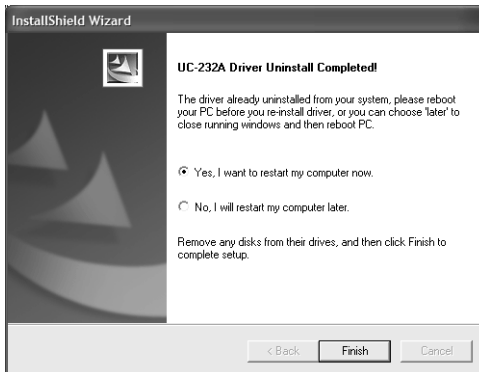 InstallShield Wizard
UC-232A Driver Uninstall Completed!
The driver already uninstalled from your system, please reboot
your PC before you re-install driver, or you can choose 'later' to
close running windows and then reboot PC.
Yes, I want to restart my computer now.
No, I will restart my computer later.
Remove any disks from their drives, and then click Finish to
complete setup.
< Back Finish Cancel